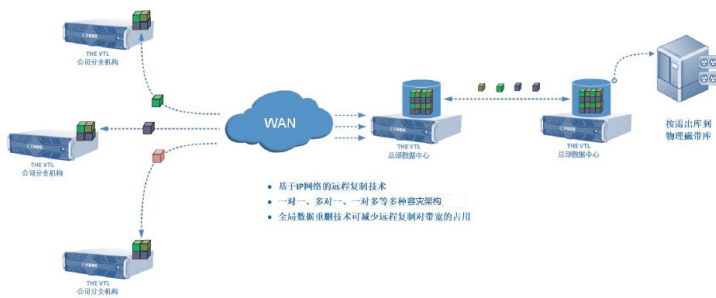 THE VTL
公司分支机构
THE VTL
公司分支机构
THE VTL
公司分支机构
WAN
THE VTL
总部数据中心
THE VTL
总部数据中心
按需出库到
物理磁带库
• 基于IP网络的远程复制技术
• 一对一、多对一、一对多等多种容灾架构
• 全局数据重删技术可减少远程复制对带宽的占用